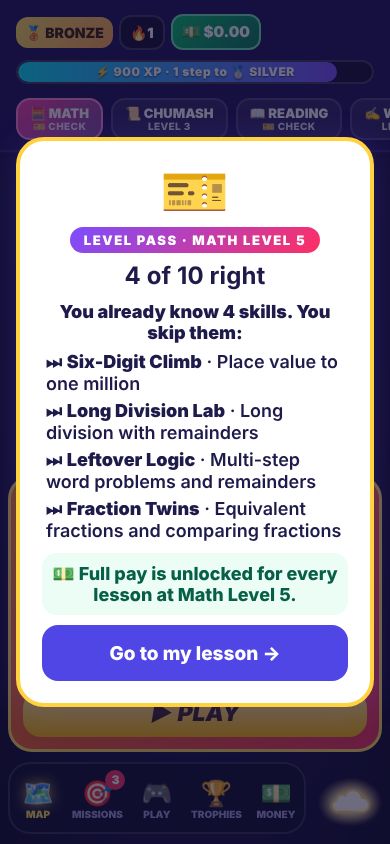 BRONZE
1
$0.00
900 XP · 1 step to SILVER
MATH
CHECK
CHUMASH
LEVEL 3
READING
CHECK
LEVEL PASS · MATH LEVEL 5
4 of 10 right
You already know 4 skills. You
skip them:
Six-Digit Climb · Place value to
one million
Long Division Lab · Long
division with remainders
Leftover Logic · Multi-step
word problems and remainders
Fraction Twins · Equivalent
fractions and comparing fractions
Full pay is unlocked for every
lesson at Math Level 5.
Go to my lesson →
▶ PLAY
3
MAP
MISSIONS
PLAY
TROPHIES
MONEY